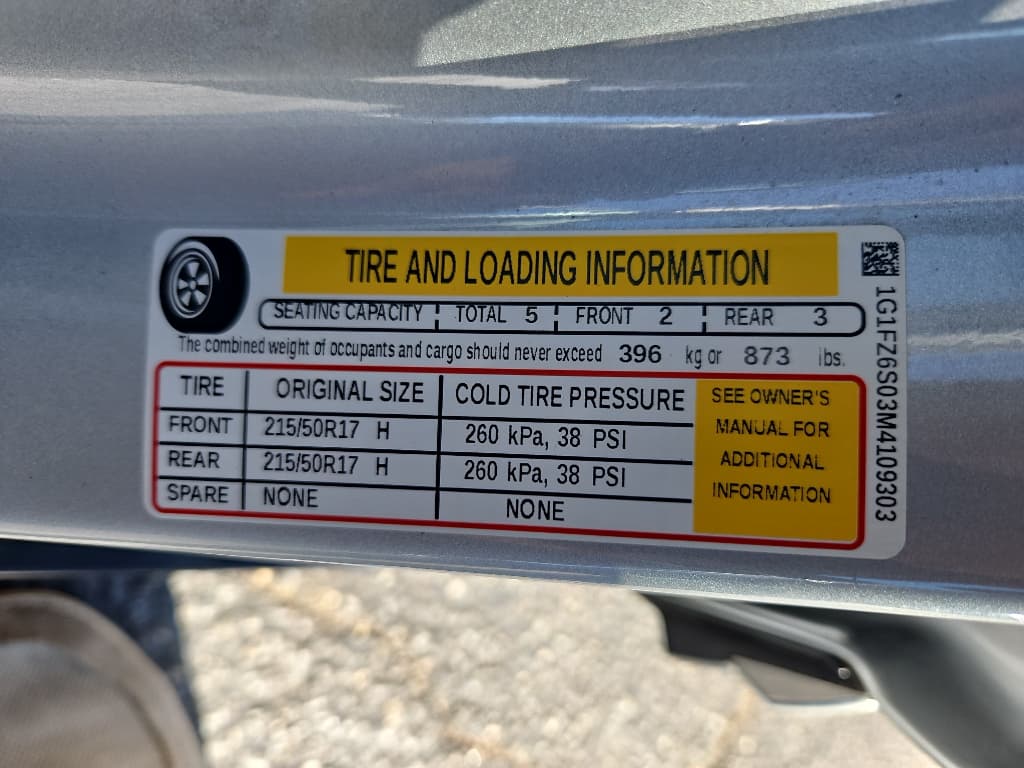 TIRE AND LOADING INFORMATION
SEATING CAPACITY TOTAL 5 FRONT 2 REAR 3
The combined weight of occupants and cargo should never exceed 396 kg or 873 lbs.
TIRE ORIGINAL SIZE COLD TIRE PRESSURE
FRONT 215/50R17 H 260 kPa, 38 PSI
REAR 215/50R17 H 260 kPa, 38 PSI
SPARE NONE NONE
SEE OWNER'S
MANUAL FOR
ADDITIONAL
INFORMATION
1G1FZ6S03M4109303